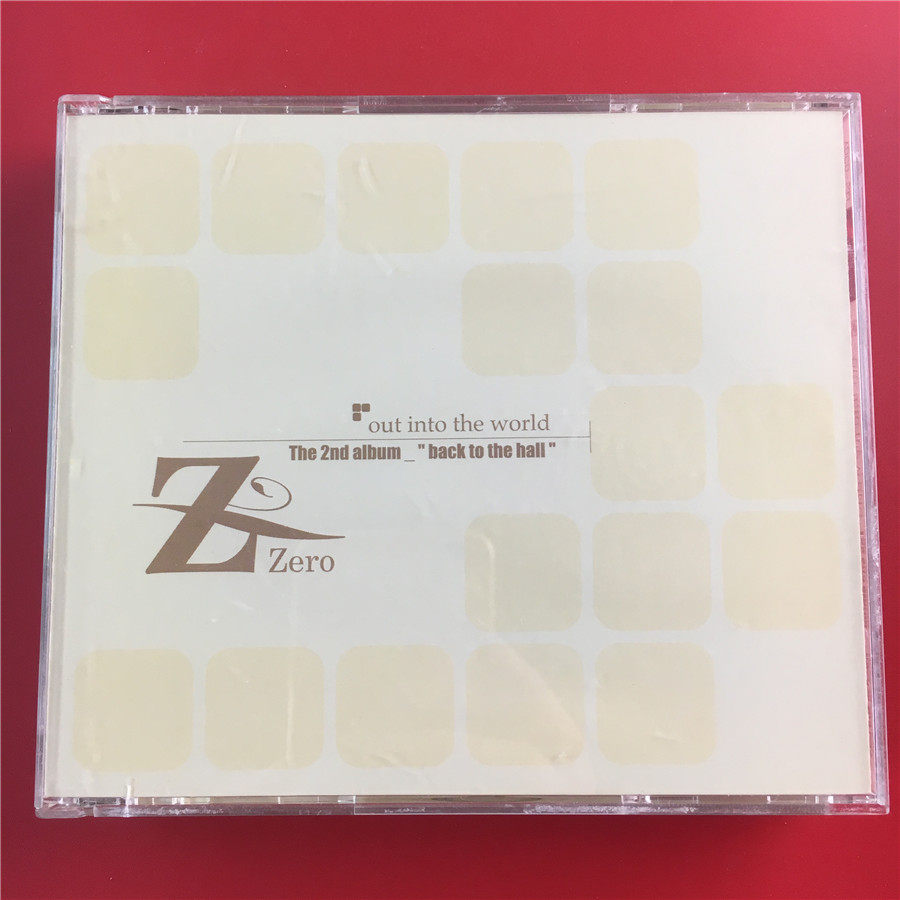 out into the world
The 2nd album _ " back to the hall "
Z
Zero